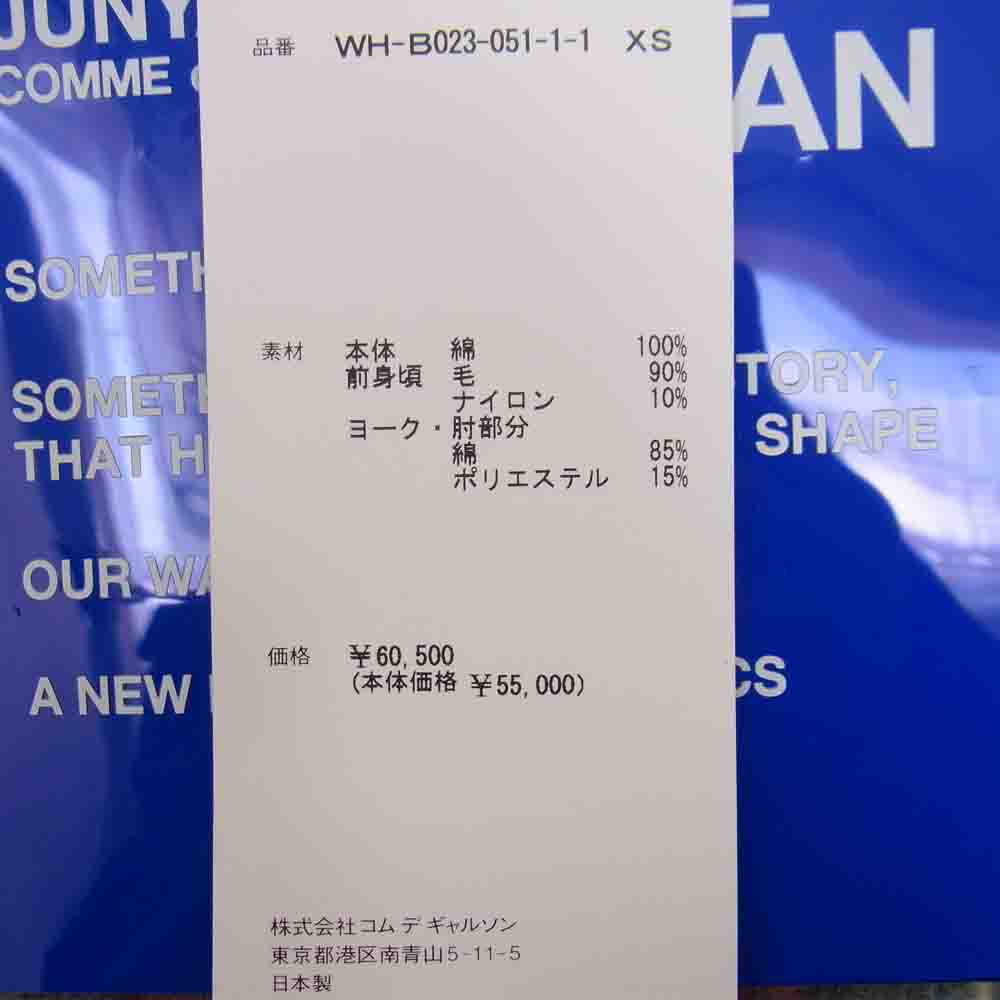 JUNY
COMME
AN
SOMETH
SOMETH
TORY,
THAT H
SHAPE
OUR WA
A NEW
CS
品番 WH-B023-051-1-1 XS
素材 本体 綿 100%
前身頃 毛 90%
ナイロン 10%
ヨーク・肘部分
綿 85%
ポリエステル 15%
価格 ¥60,500
(本体価格 ¥55,000)
株式会社コム デ ギャルソン
東京都港区南青山5-11-5
日本製